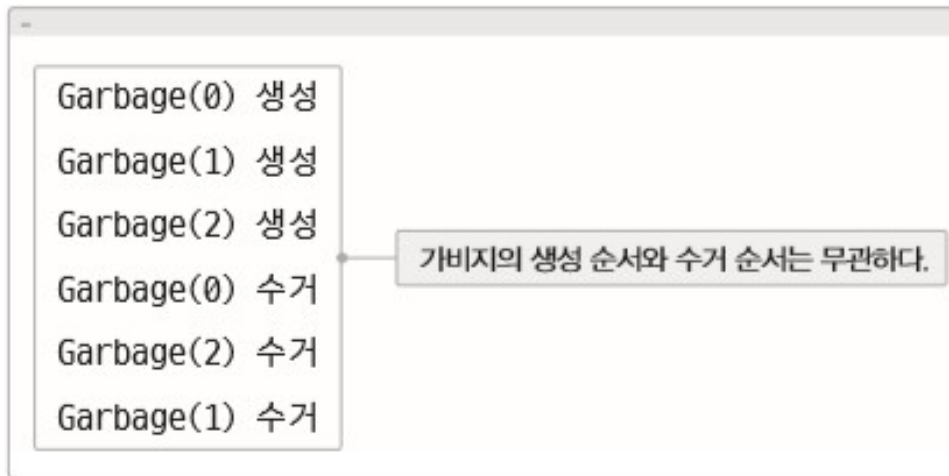 Garbage(0) 생성
Garbage(1) 생성
Garbage(2) 생성
Garbage(0) 수거
Garbage(2) 수거
Garbage(1) 수거
가비지의 생성 순서와 수거 순서는 무관하다.